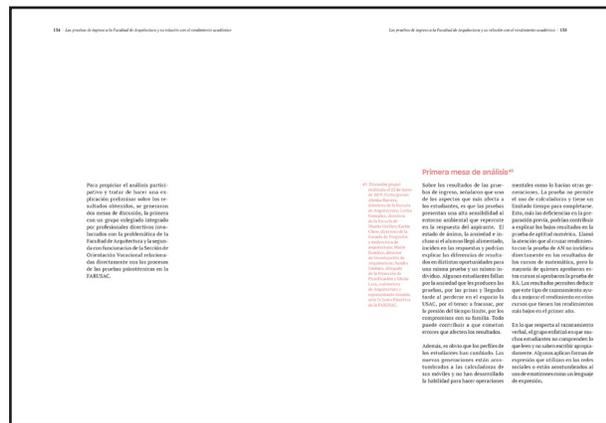 154 Las pruebas de ingreso a la Facultad de Arquitectura y su relación con el rendimiento académico
Las pruebas de ingreso a la Facultad de Arquitectura y su relación con el rendimiento académico 155
Para propiciar el análisis partici-
pativo y tratar de hacer una ex-
plicación preliminar sobre los re-
sultados obtenidos, se plantean
dos mesas de discusión, la primera
con un grupo colegiado integrado
por profesionales directivos invo-
lucrados con la problemática de la
Facultad de Arquitectura y la segun-
da con funcionarios de la Sección de
Orientación Vocacional relaciona-
das directamente con los procesos
de las pruebas psicométricas en la
FARUSAC.
Primera mesa de análisis
Sobre los resultados de las prue-
bas de ingreso, señalaron que uno
de los aspectos que más afecta a
los estudiantes, es que las pruebas
presentan una alta sensibilidad al
entorno ambiental que repercute
en la respuesta del aspirante. El
estado de ánimo, la ansiedad e in-
cluso si el alumno llegó alimentado,
inciden en las respuestas y podrían
explicar las diferencias de resulta-
dos en distintas oportunidades para
una misma prueba y un mismo in-
dividuo. Algunos estudiantes fallan
por la ansiedad que les producen las
pruebas, por las prisas y llegadas
tarde al perderse en el espacio la
USAC, por el temor a fracasar, por
la presión del tiempo límite, por los
compromisos con su familia. Todo
puede contribuir a que cometan
errores que afecten los resultados.
Además, es obvio que los perfiles de
los estudiantes han cambiado. Las
nuevas generaciones están acos-
tumbradas a las calculadoras de
sus móviles y no han desarrollado
la habilidad para hacer operaciones
mentales como lo hacían otras ge-
neraciones. La prueba no permite
el uso de calculadoras y tiene un
limitado tiempo para completarse.
Esto, más las deficiencias en la pre-
paración previa, podrían contribuir
a explicar los bajos resultados en la
prueba de aptitud numérica. Llamó
la atención que al cruzar rendimien-
to con la prueba de AN no incidiera
directamente en los resultados de
los cursos de matemática, pero la
mayoría de quienes aprobaron es-
tos cursos sí aprobaron la prueba de
RA. Los resultados permiten deducir
que este tipo de razonamiento ayu-
da a mejorar el rendimiento en estos
cursos que tienen los rendimientos
más bajos en el primer año.
En lo que respecta al razonamiento
verbal, el grupo enfatizó en que mu-
chos estudiantes no comprenden lo
que leen y no saben escribir apropia-
damente. Algunos aplican formas de
expresión que utilizan en las redes
sociales o están acostumbrados al
uso de emoticones como un lenguaje
de expresión.